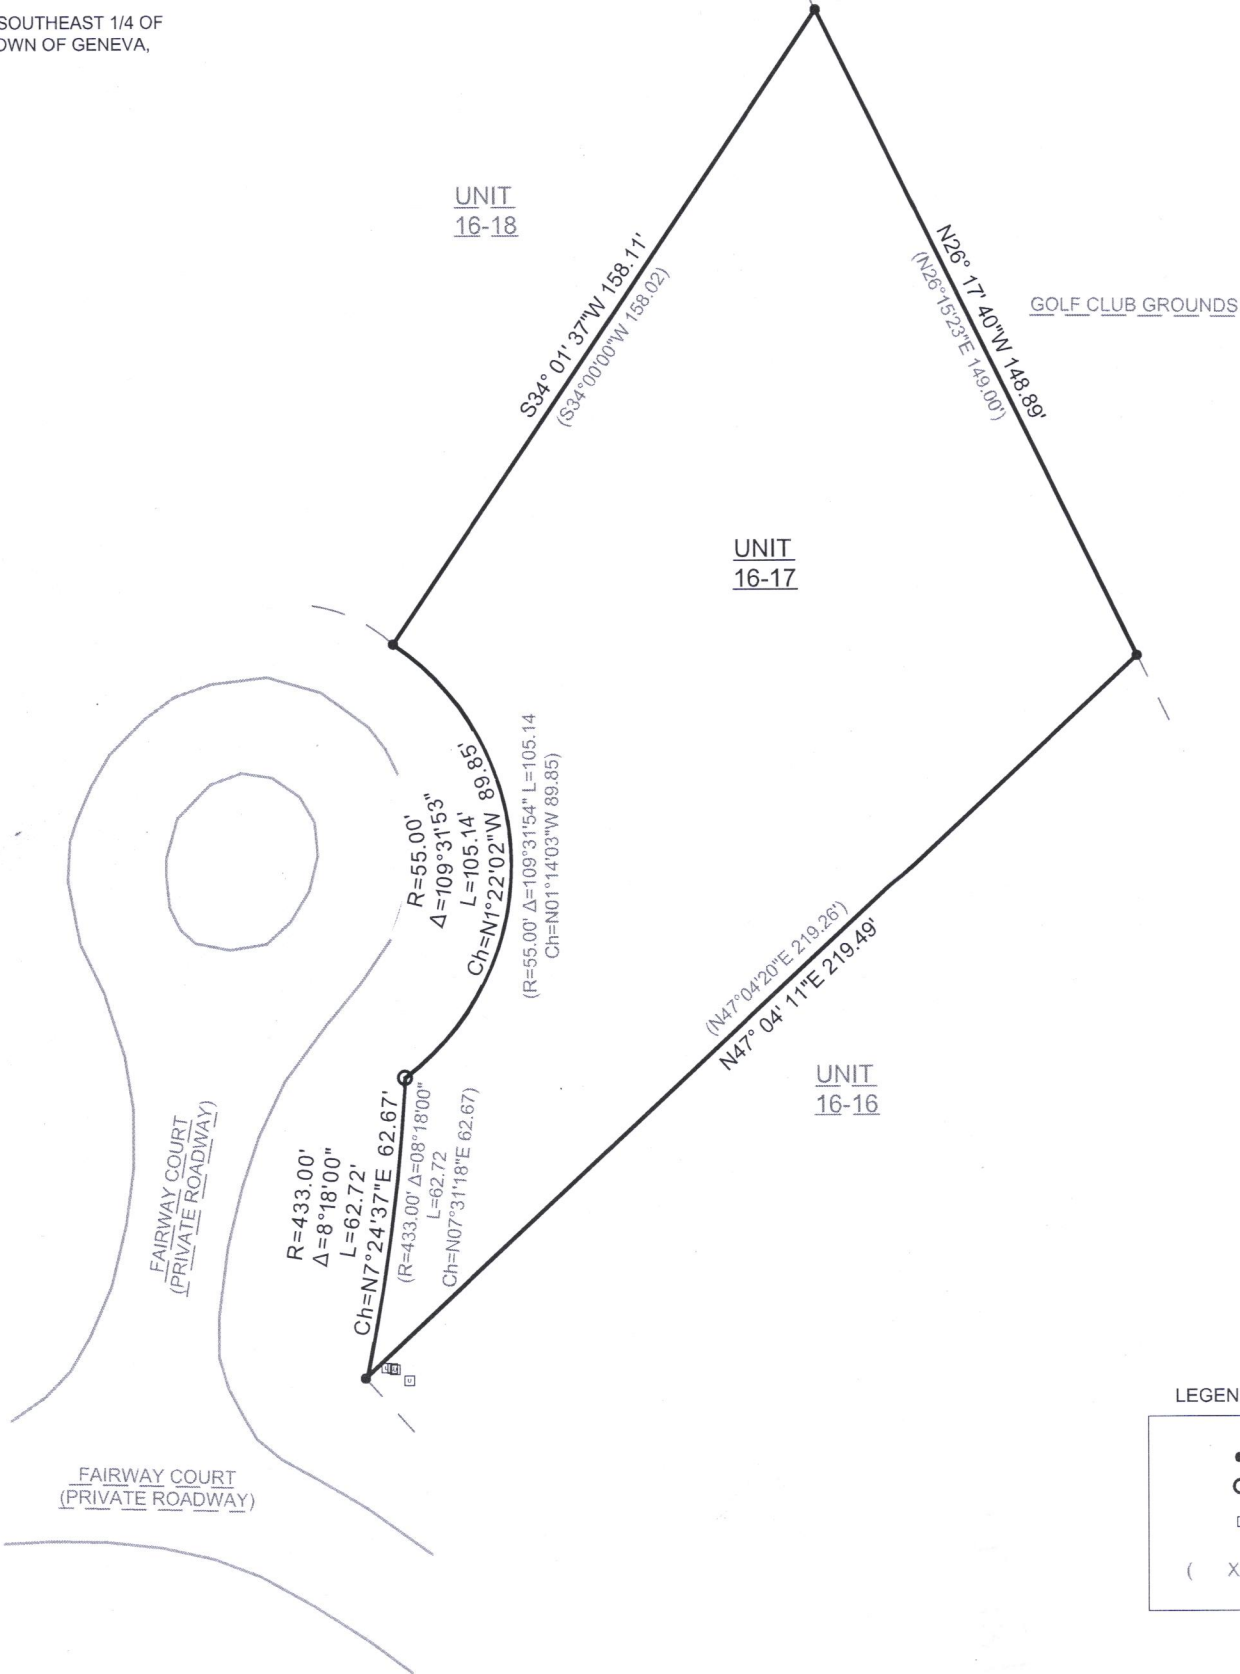 SOUTHEAST 1/4 OF
OWN OF GENEVA,
UNIT
16-18
S34° 01' 37"W 158.11'
(S34°00'00"W 158.02)
N26° 17' 40"W 148.89'
(N26°15'23"E 149.00')
GOLF CLUB GROUNDS
UNIT
16-17
R=55.00'
Δ=109°31'53"
L=105.14'
Ch=N1°22'02"W 89.85'
(R=55.00' Δ=109°31'54" L=105.14
Ch=N01°14'03"W 89.85)
(N47°04'20"E 219.26')
N47° 04' 11"E 219.49'
UNIT
16-16
R=433.00'
Δ=8°18'00"
L=62.72'
Ch=N7°24'37"E 62.67'
(R=433.00' Δ=08°18'00"
L=62.72
Ch=N07°31'18"E 62.67)
FAIRWAY COURT
(PRIVATE ROADWAY)
FAIRWAY COURT
(PRIVATE ROADWAY)
LEGEN
( X